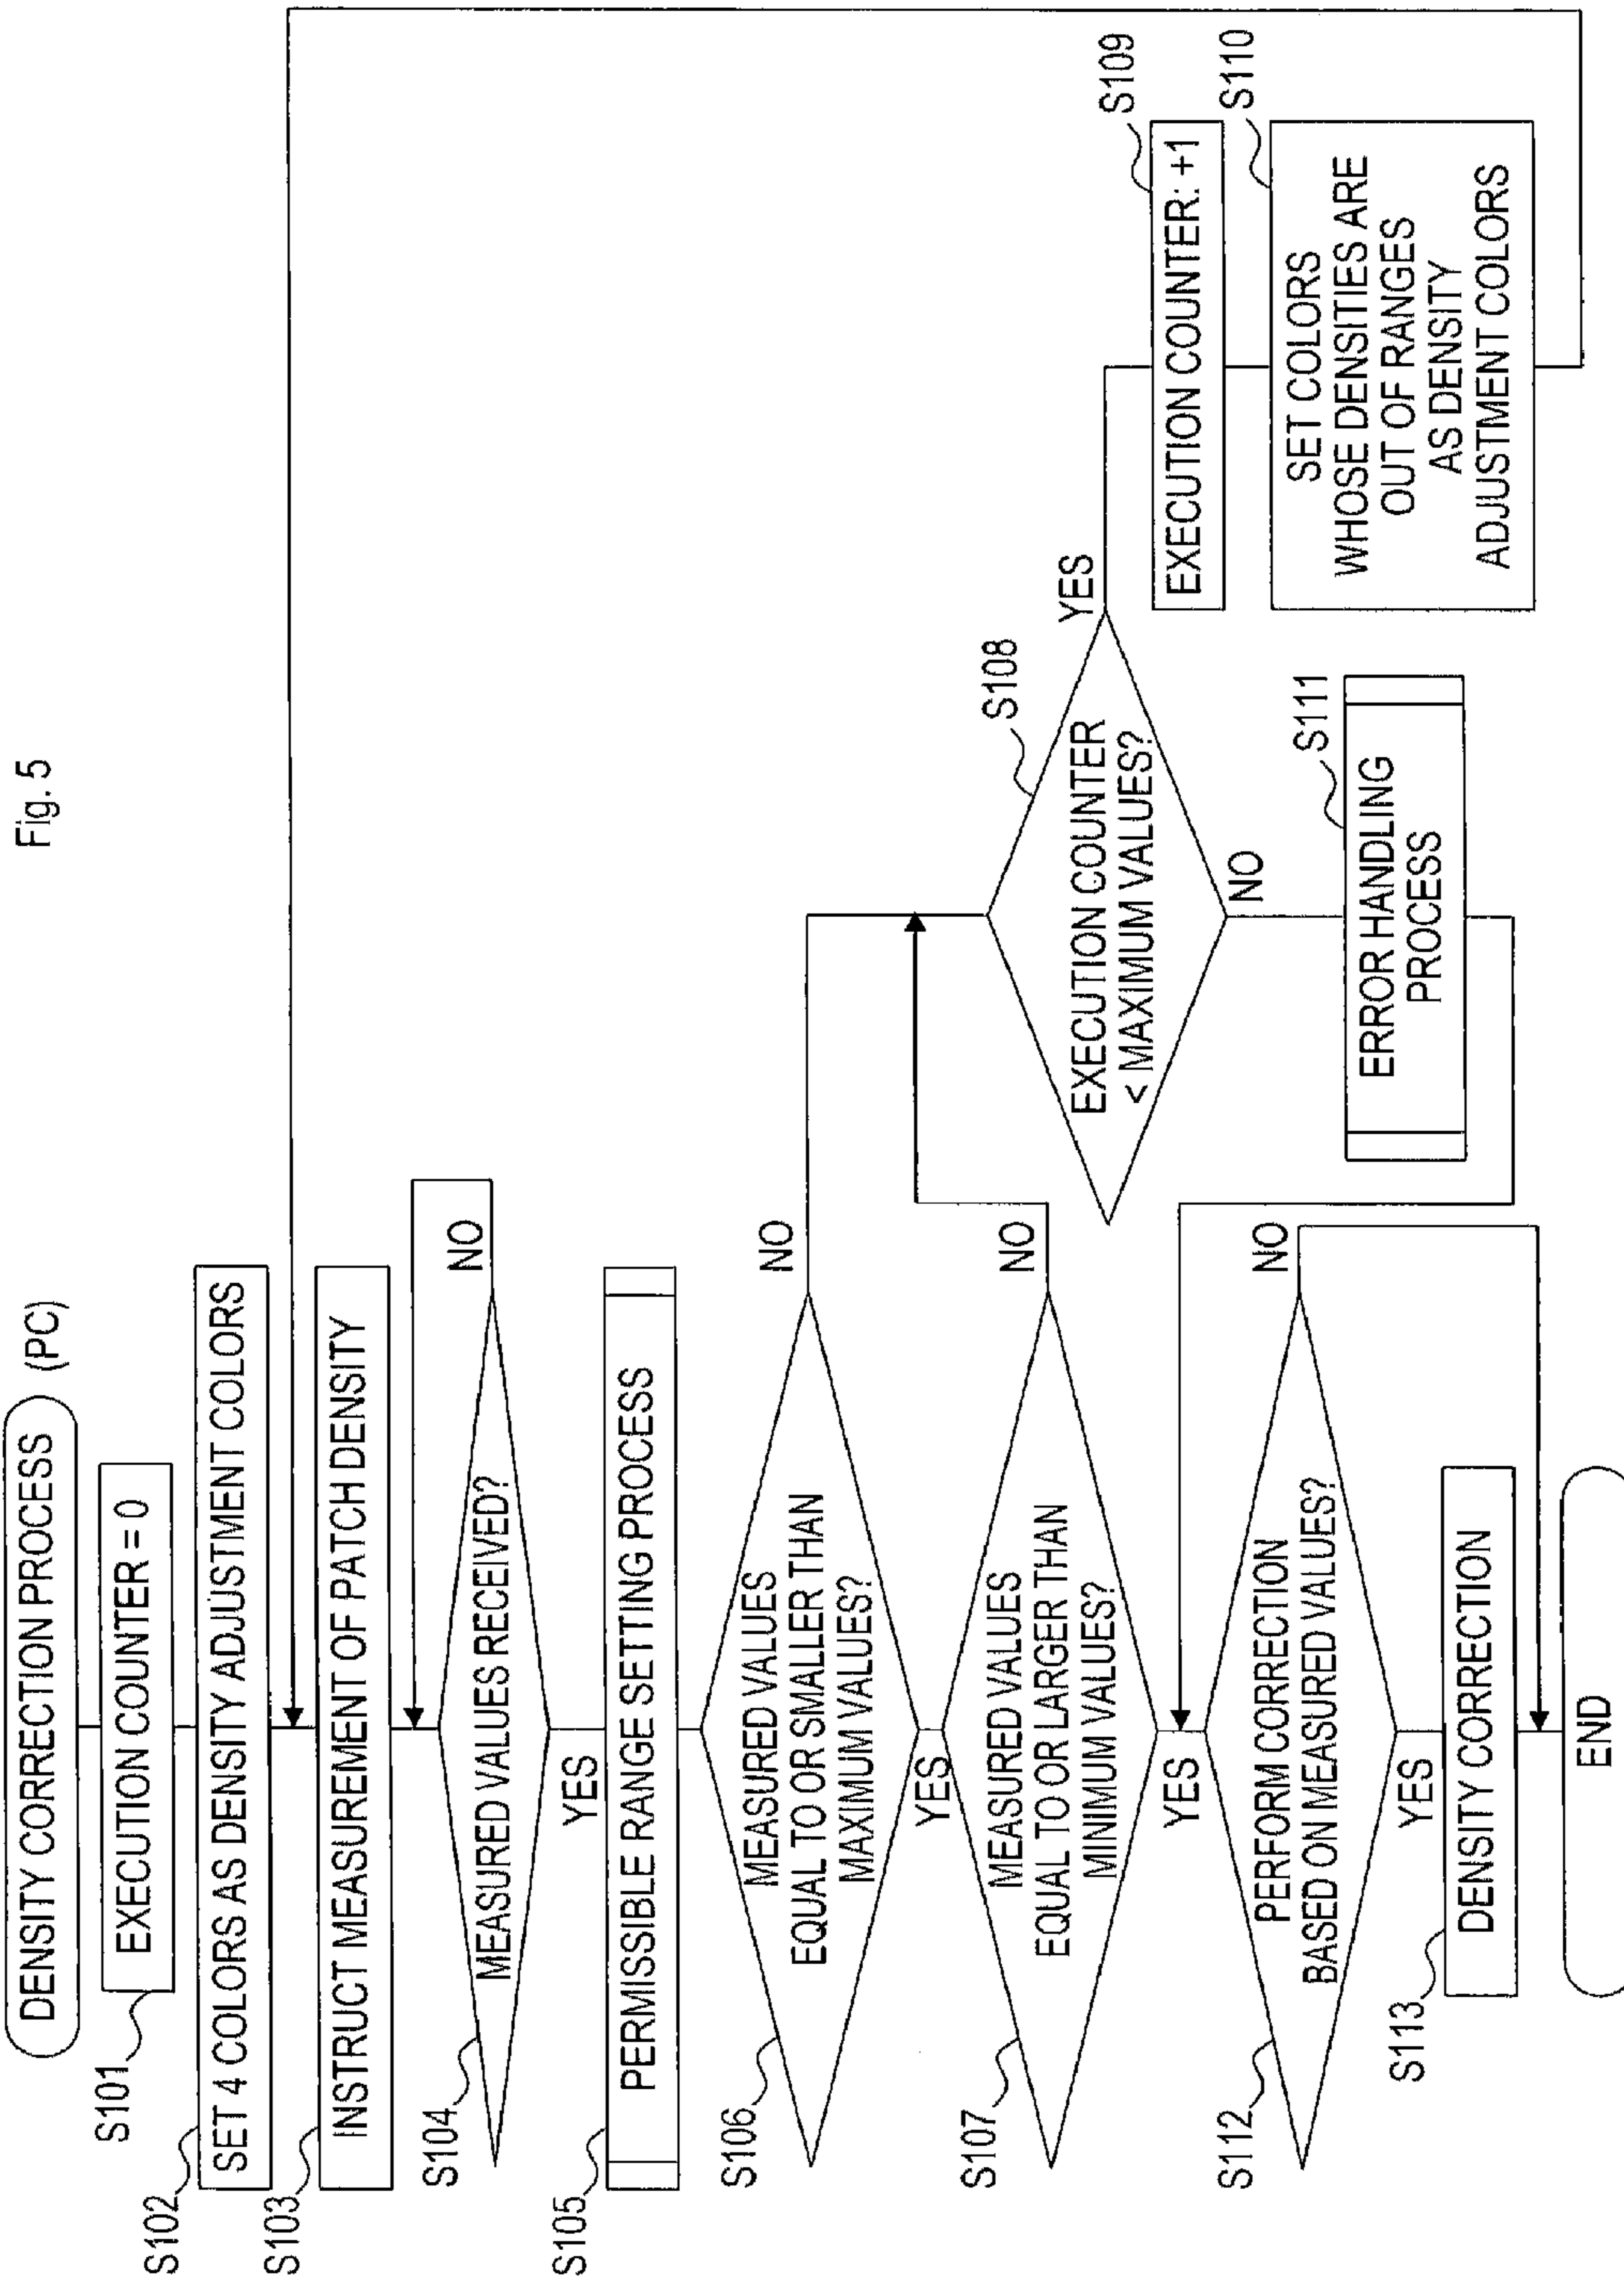 Fig. 5
DENSITY CORRECTION PROCESS
(PC)
S101
EXECUTION COUNTER = 0
S102
SET 4 COLORS AS DENSITY ADJUSTMENT COLORS
S103
INSTRUCT MEASUREMENT OF PATCH DENSITY
S104
MEASURED VALUES RECEIVED?
NO
YES
S105
PERMISSIBLE RANGE SETTING PROCESS
S106
MEASURED VALUES
EQUAL TO OR SMALLER THAN
MAXIMUM VALUES?
NO
YES
S107
MEASURED VALUES
EQUAL TO OR LARGER THAN
MINIMUM VALUES?
NO
YES
S108
EXECUTION COUNTER
< MAXIMUM VALUES?
YES
NO
S109
EXECUTION COUNTER: +1
S110
SET COLORS
WHOSE DENSITIES ARE
OUT OF RANGES
AS DENSITY
ADJUSTMENT COLORS
S111
ERROR HANDLING
PROCESS
S112
PERFORM CORRECTION
BASED ON MEASURED VALUES?
NO
YES
S113
DENSITY CORRECTION
END